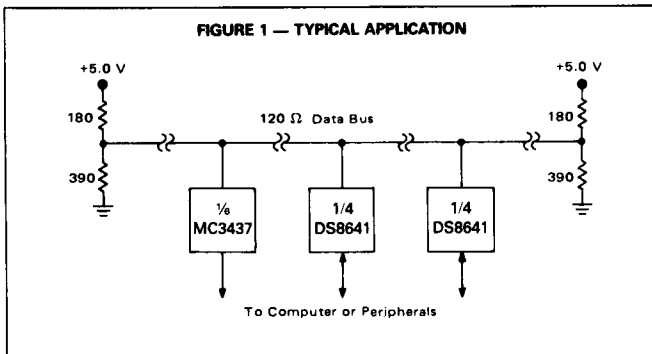 FIGURE 1 — TYPICAL APPLICATION
+5.0 V
+5.0 V
180
120 Ω Data Bus
180
390
390
1/6
MC3437
1/4
DS8641
1/4
DS8641
To Computer or Peripherals